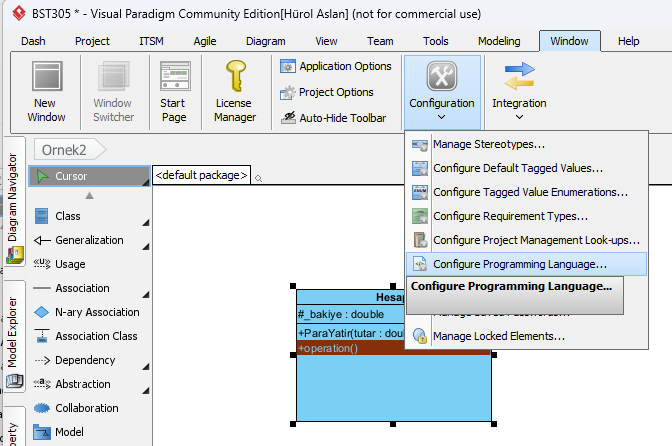 BST305 * - Visual Paradigm Community Edition[Hürol Aslan] (not for commercial use)
Dash Project ITSM Agile Diagram View Team Tools Modeling Window Help
New Window
Window Switcher
Start Page
License Manager
Application Options
Project Options
Auto-Hide Toolbar
Configuration
Integration
Ornek2
Diagram Navigator
Model Explorer
Cursor
Class
Generalization
Usage
Association
N-ary Association
Association Class
Dependency
Abstraction
Collaboration
Model
<default package>
Manage Stereotypes...
Configure Default Tagged Values...
Configure Tagged Value Enumerations...
Configure Requirement Types...
Configure Project Management Look-ups...
Configure Programming Language...
Configure Programming Language...
Manage Locked Elements...
#_bakiye : double
+ParaYatir(tutar :
+operation()